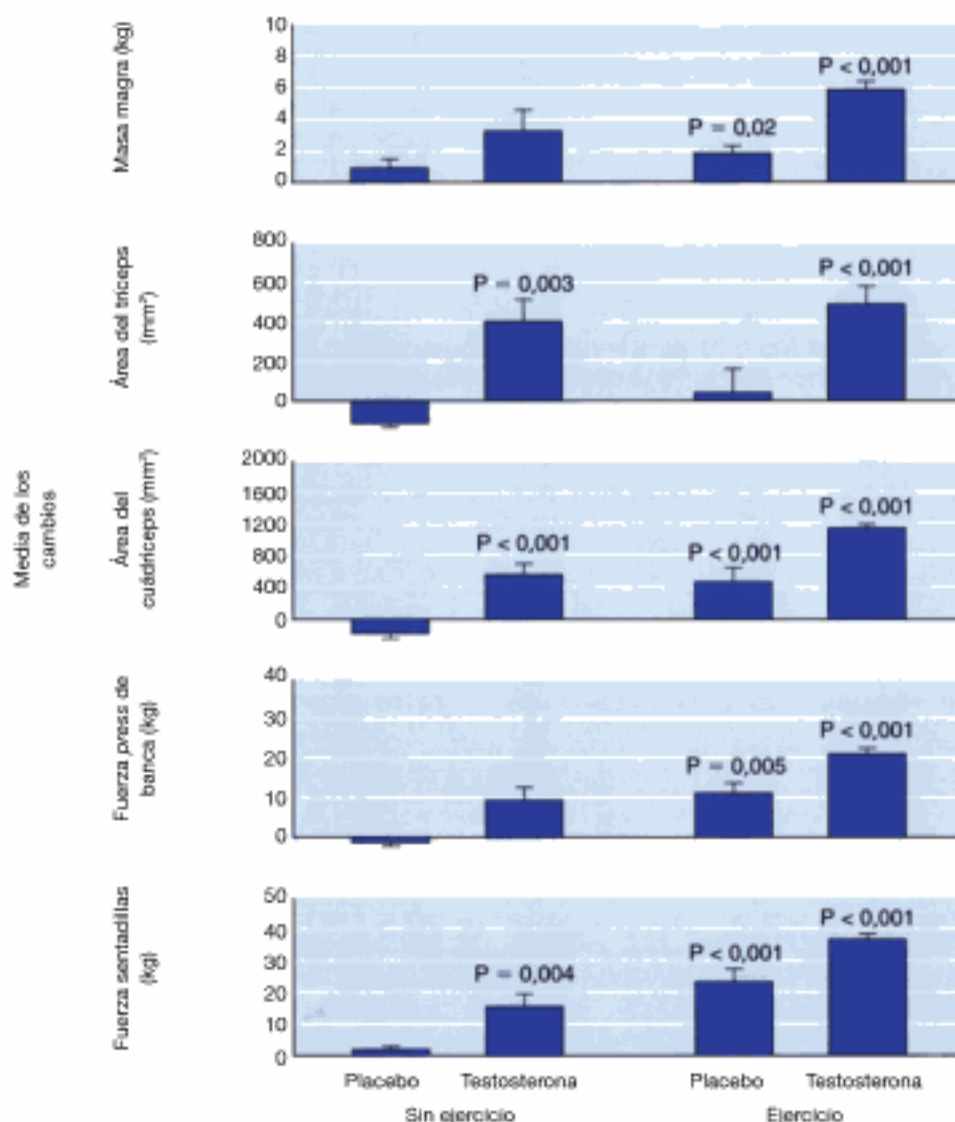 Media de los
cambios
Masa magra (kg)
10
8
6
4
2
0
P = 0,02
P < 0,001
Área del tríceps
(mm²)
800
600
400
200
0
P = 0,003
P < 0,001
Área del
cuádriceps (mm²)
2000
1600
1200
800
400
0
P < 0,001
P < 0,001
P < 0,001
Fuerza press de
banca (kg)
40
30
20
10
0
P = 0,005
P < 0,001
Fuerza sentadillas
(kg)
50
40
30
20
10
0
P = 0,004
P < 0,001
P < 0,001
Placebo Testosterona Placebo Testosterona
Sin ejercicio Ejercicio